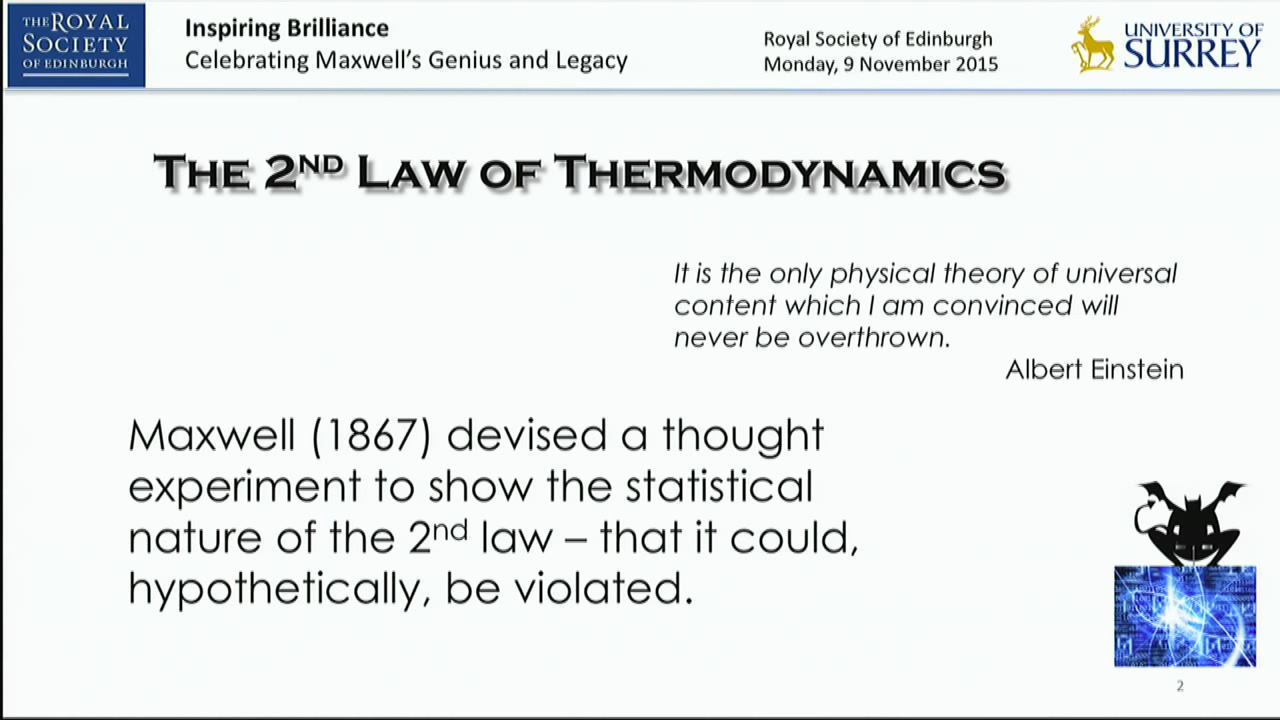 THE ROYAL
SOCIETY
OF EDINBURGH
Inspiring Brilliance
Celebrating Maxwell's Genius and Legacy
Royal Society of Edinburgh
Monday, 9 November 2015
UNIVERSITY OF
SURREY
THE 2ND LAW OF THERMODYNAMICS
It is the only physical theory of universal
content which I am convinced will
never be overthrown.
Albert Einstein
Maxwell (1867) devised a thought
experiment to show the statistical
nature of the 2nd law – that it could,
hypothetically, be violated.
2